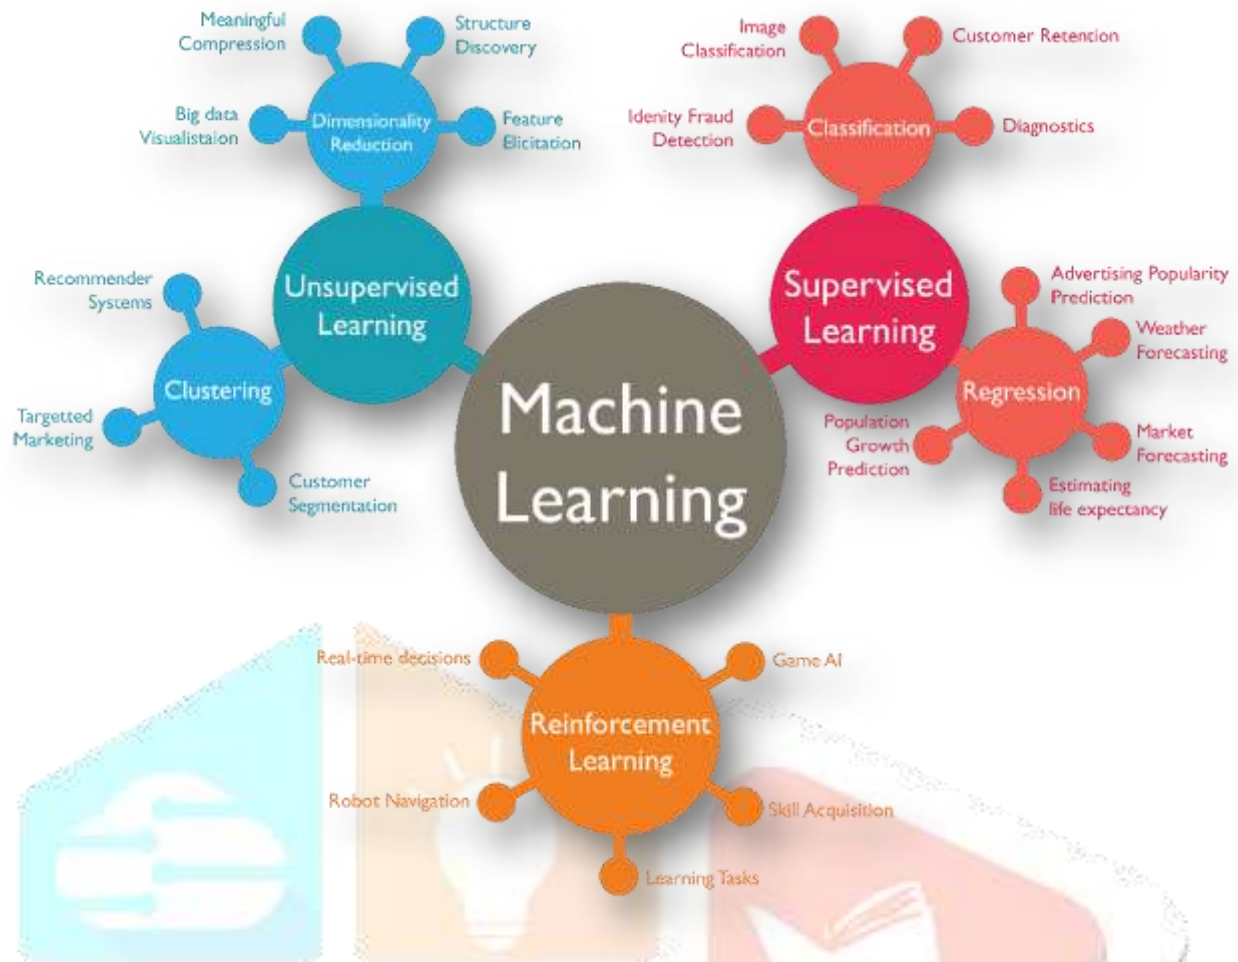 Meaningful
Compression
Structure
Discovery
Big data
Visualistaion
Dimensionality
Reduction
Feature
Elicitation
Image
Classification
Customer Retention
Idenity Fraud
Detection
Classification
Diagnostics
Unsupervised
Learning
Supervised
Learning
Recommender
Systems
Clustering
Targetted
Marketing
Customer
Segmentation
Advertising Popularity
Prediction
Weather
Forecasting
Regression
Population
Growth
Prediction
Market
Forecasting
Estimating
life expectancy
Machine
Learning
Real-time decisions
Game AI
Reinforcement
Learning
Robot Navigation
Skill Acquisition
Learning Tasks